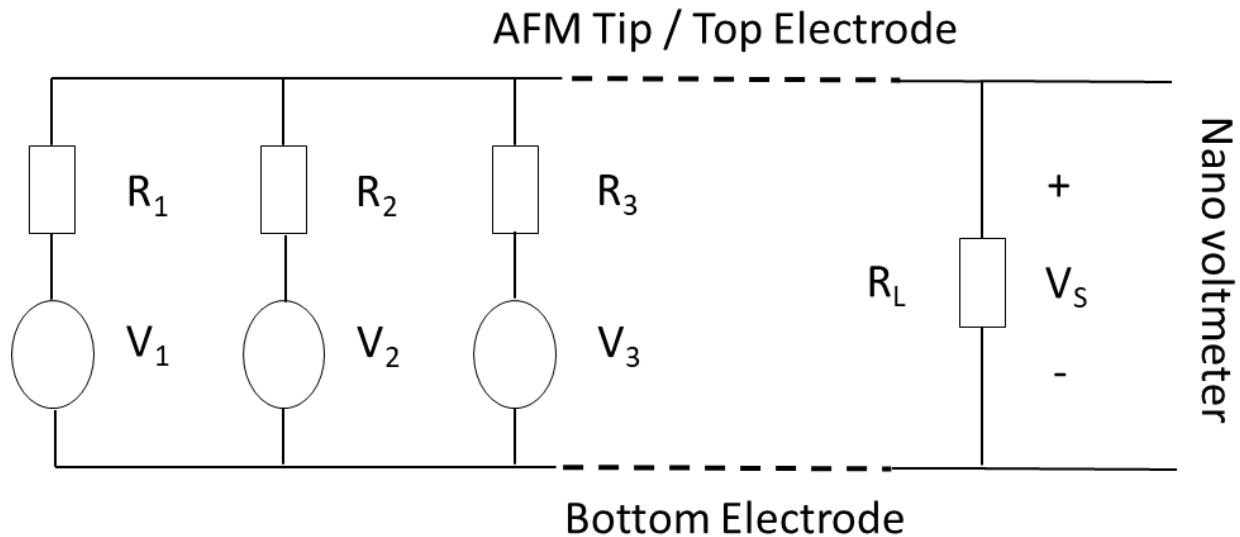 AFM Tip / Top Electrode
R1
R2
R3
+
RL
VS
V1
V2
V3
-
Nano voltmeter
Bottom Electrode